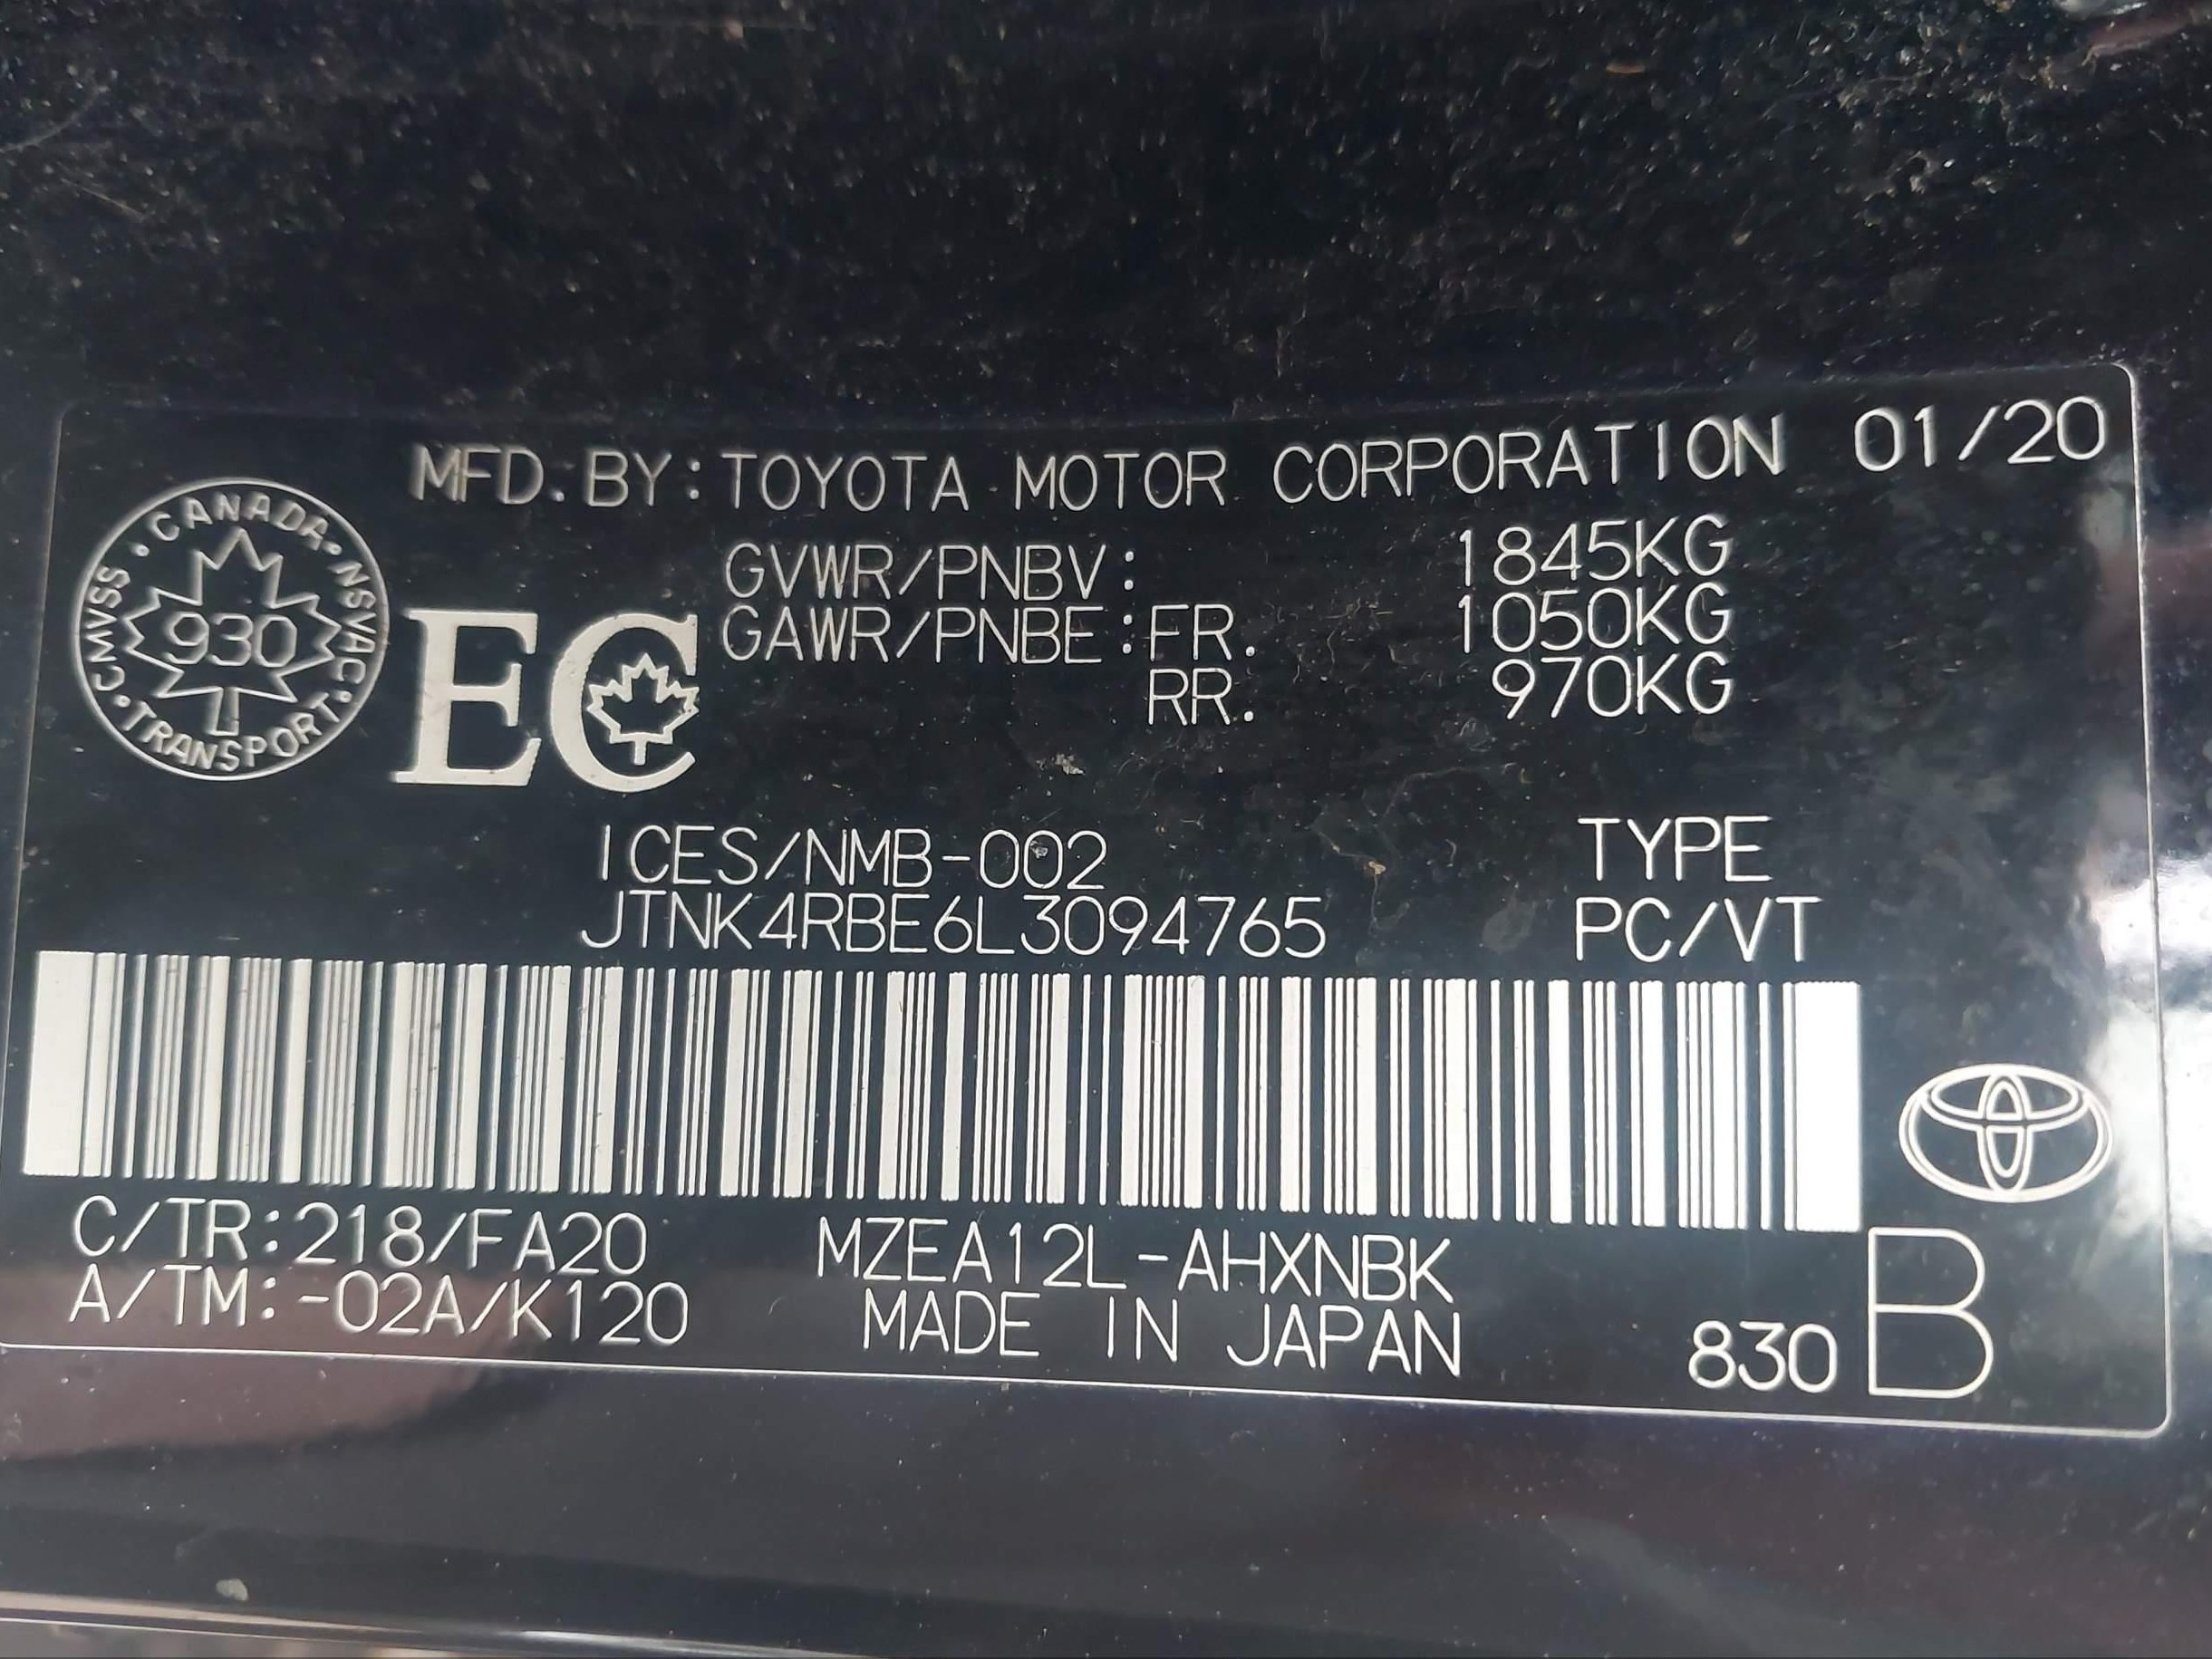 MFD. BY: TOYOTA MOTOR CORPORATION 01/20
GVWR/PNBV: 1845KG
GAWR/PNBE: FR. 1050KG
RR. 970KG
·CANADA·NSVAC·TRANSPORT·CMVSS
930
EC
ICES/NMB-002
TYPE
JTNK4RBE6L3094765
PC/VT
C/TR:218/FA20
MZEA12L-AHXNBK
A/TM:-02A/K120
MADE IN JAPAN
830 B